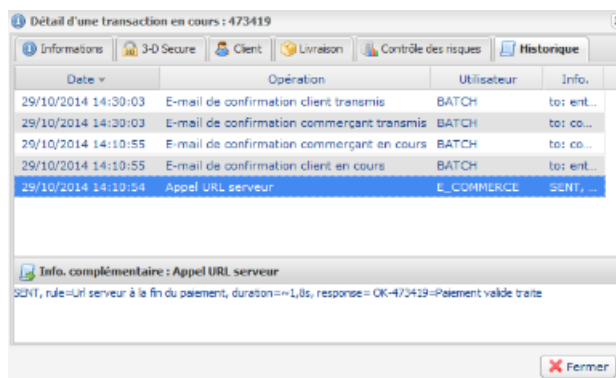 Détail d'une transaction en cours : 473419
Informations 3-D Secure Client Livraison Contrôle des risques Historique
Date Opération Utilisateur Info.
29/10/2014 14:30:03 E-mail de confirmation client transmis BATCH to: ent...
29/10/2014 14:30:03 E-mail de confirmation commerçant transmis BATCH to: co...
29/10/2014 14:10:55 E-mail de confirmation commerçant en cours BATCH to: co...
29/10/2014 14:10:55 E-mail de confirmation client en cours BATCH to: ent...
29/10/2014 14:10:54 Appel URL serveur E_COMMERCE SENT, ...
Info. complémentaire : Appel URL serveur
SENT, rule=Url serveur à la fin du paiement, duration=~1,8s, response= OK-473419=Paiement valide traite
Fermer